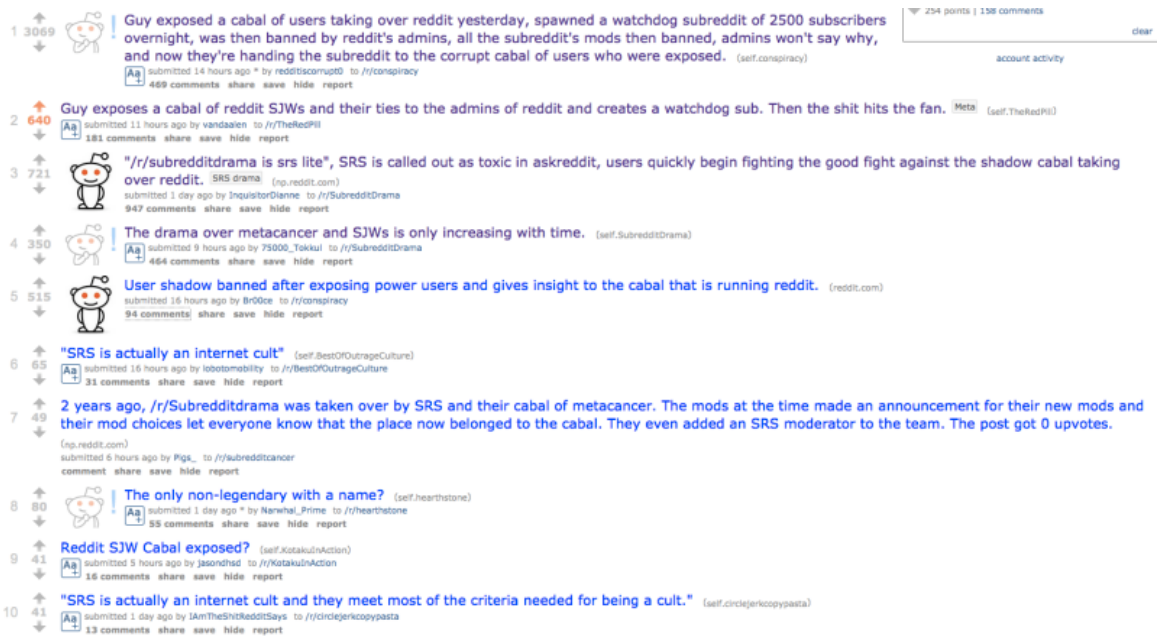 254 points | 158 comments
clear
account activity
1 3069
Guy exposed a cabal of users taking over reddit yesterday, spawned a watchdog subreddit of 2500 subscribers
overnight, was then banned by reddit's admins, all the subreddit's mods then banned, admins won't say why,
and now they're handing the subreddit to the corrupt cabal of users who were exposed. (self.conspiracy)
Aa+ submitted 14 hours ago * by redditiscorrupt0 to /r/conspiracy
469 comments share save hide report
2 640
Guy exposes a cabal of reddit SJWs and their ties to the admins of reddit and creates a watchdog sub. Then the shit hits the fan. Meta (self.TheRedPill)
Aa+ submitted 11 hours ago by vandaalen to /r/TheRedPill
181 comments share save hide report
3 721
"/r/subredditdrama is srs lite", SRS is called out as toxic in askreddit, users quickly begin fighting the good fight against the shadow cabal taking
over reddit. SRS drama (np.reddit.com)
submitted 1 day ago by InquisitorDianne to /r/SubredditDrama
947 comments share save hide report
4 350
The drama over metacancer and SJWs is only increasing with time. (self.SubredditDrama)
Aa+ submitted 9 hours ago by 75000_Tokkul to /r/SubredditDrama
464 comments share save hide report
5 515
User shadow banned after exposing power users and gives insight to the cabal that is running reddit. (reddit.com)
submitted 16 hours ago by Br00ce to /r/conspiracy
94 comments share save hide report
6 65
"SRS is actually an internet cult" (self.BestOfOutrageCulture)
Aa+ submitted 16 hours ago by lobotomobility to /r/BestOfOutrageCulture
31 comments share save hide report
7 49
2 years ago, /r/Subredditdrama was taken over by SRS and their cabal of metacancer. The mods at the time made an announcement for their new mods and
their mod choices let everyone know that the place now belonged to the cabal. They even added an SRS moderator to the team. The post got 0 upvotes.
(np.reddit.com)
submitted 6 hours ago by Pigs_ to /r/subredditcancer
comment share save hide report
8 80
The only non-legendary with a name? (self.hearthstone)
Aa+ submitted 1 day ago * by Narwhal_Prime to /r/hearthstone
55 comments share save hide report
9 41
Reddit SJW Cabal exposed? (self.KotakuInAction)
Aa+ submitted 5 hours ago by jasondhsd to /r/KotakuInAction
16 comments share save hide report
10 41
"SRS is actually an internet cult and they meet most of the criteria needed for being a cult." (self.circlejerkcopypasta)
Aa+ submitted 1 day ago by IAmTheShitRedditSays to /r/circlejerkcopypasta
13 comments share save hide report